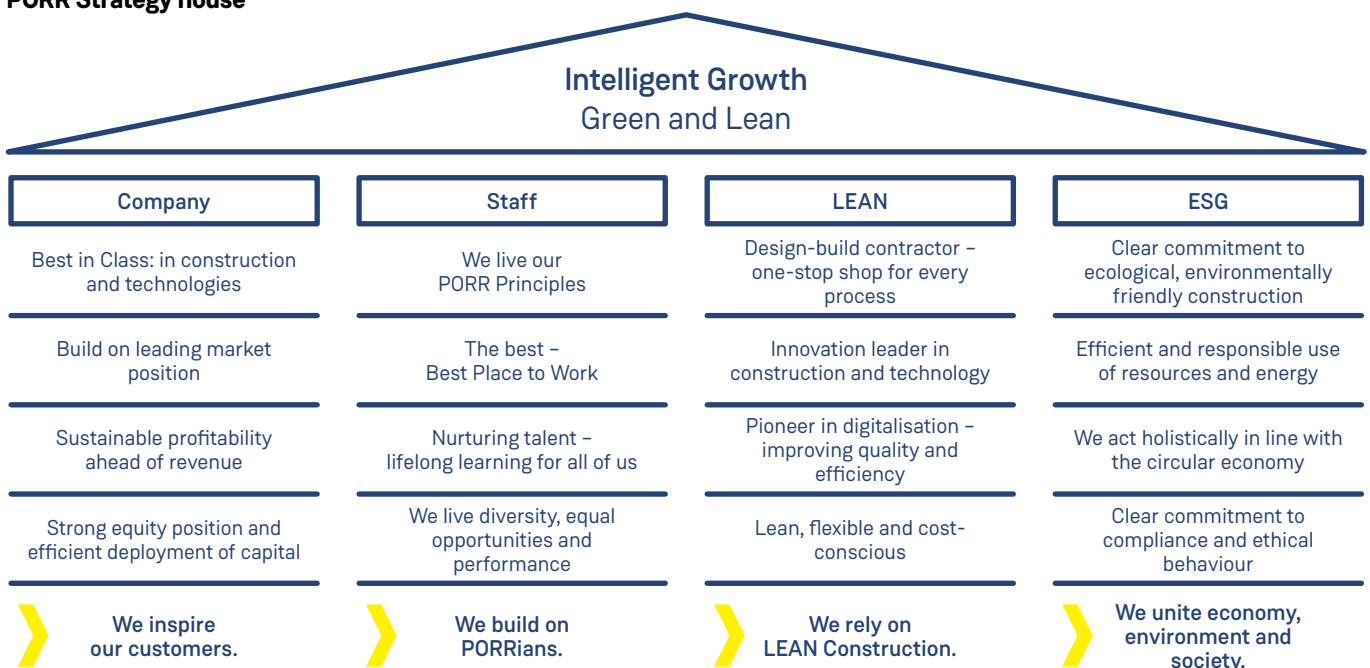 PORR Strategy house
Intelligent Growth
Green and Lean
Company
Best in Class: in construction
and technologies
Build on leading market
position
Sustainable profitability
ahead of revenue
Strong equity position and
efficient deployment of capital
We inspire
our customers.
Staff
We live our
PORR Principles
The best –
Best Place to Work
Nurturing talent –
lifelong learning for all of us
We live diversity, equal
opportunities and
performance
We build on
PORRians.
LEAN
Design-build contractor –
one-stop shop for every
process
Innovation leader in
construction and technology
Pioneer in digitalisation –
improving quality and
efficiency
Lean, flexible and cost-
conscious
We rely on
LEAN Construction.
ESG
Clear commitment to
ecological, environmentally
friendly construction
Efficient and responsible use
of resources and energy
We act holistically in line with
the circular economy
Clear commitment to
compliance and ethical
behaviour
We unite economy,
environment and
society.